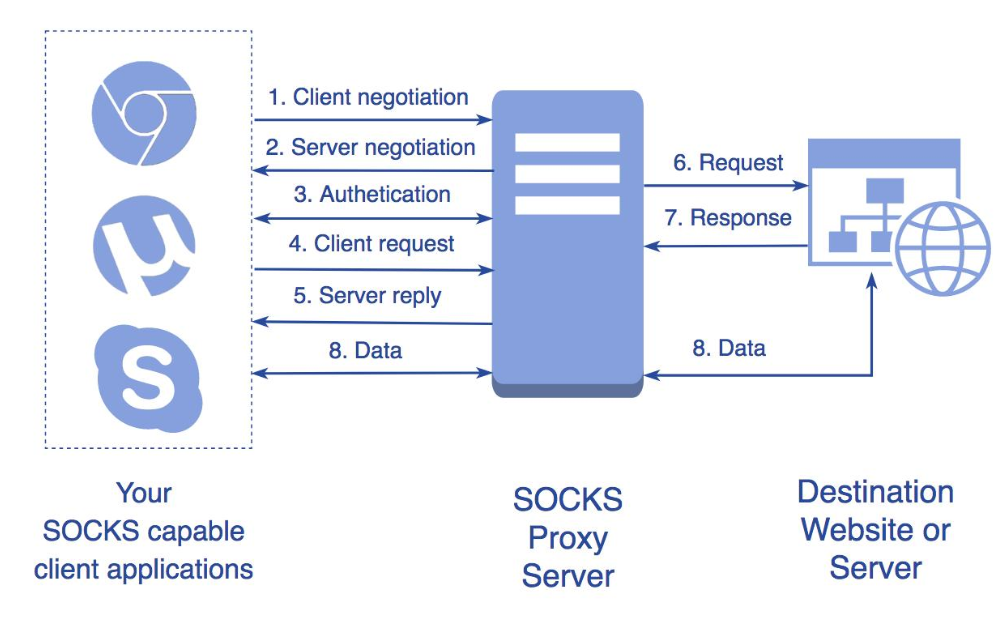 1. Client negotiation
2. Server negotiation
3. Authetication
4. Client request
5. Server reply
8. Data
6. Request
7. Response
8. Data
Your
SOCKS capable
client applications
SOCKS
Proxy
Server
Destination
Website or
Server